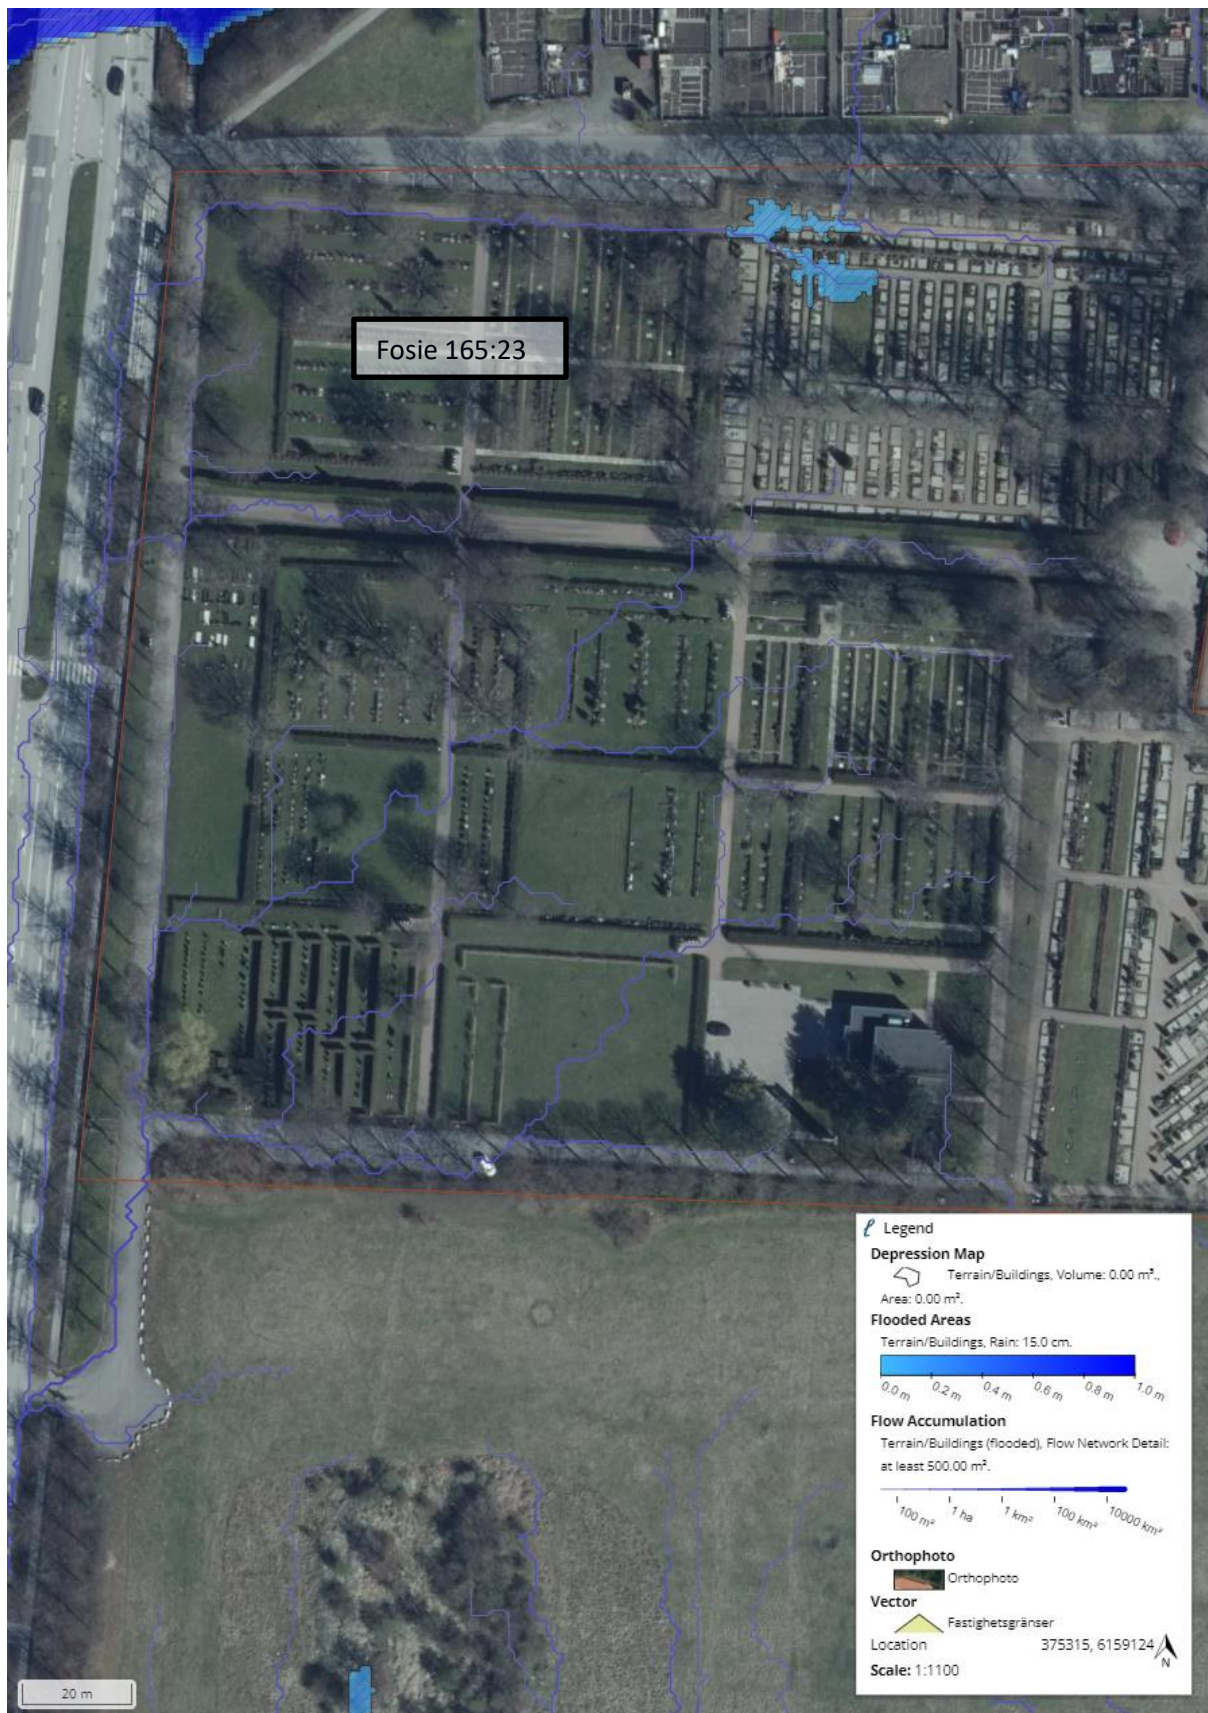 Fosie 165:23
Legend
Depression Map
Terrain/Buildings, Volume: 0.00 m³.,
Area: 0.00 m².
Flooded Areas
Terrain/Buildings, Rain: 15.0 cm.
0.0 m 0.2 m 0.4 m 0.6 m 0.8 m 1.0 m
Flow Accumulation
Terrain/Buildings (flooded), Flow Network Detail:
at least 500.00 m².
100 m² 1 ha 1 km² 100 km² 10000 km²
Orthophoto
Orthophoto
Vector
Fastighetsgränser
Location 375315, 6159124
N
Scale: 1:1100
20 m